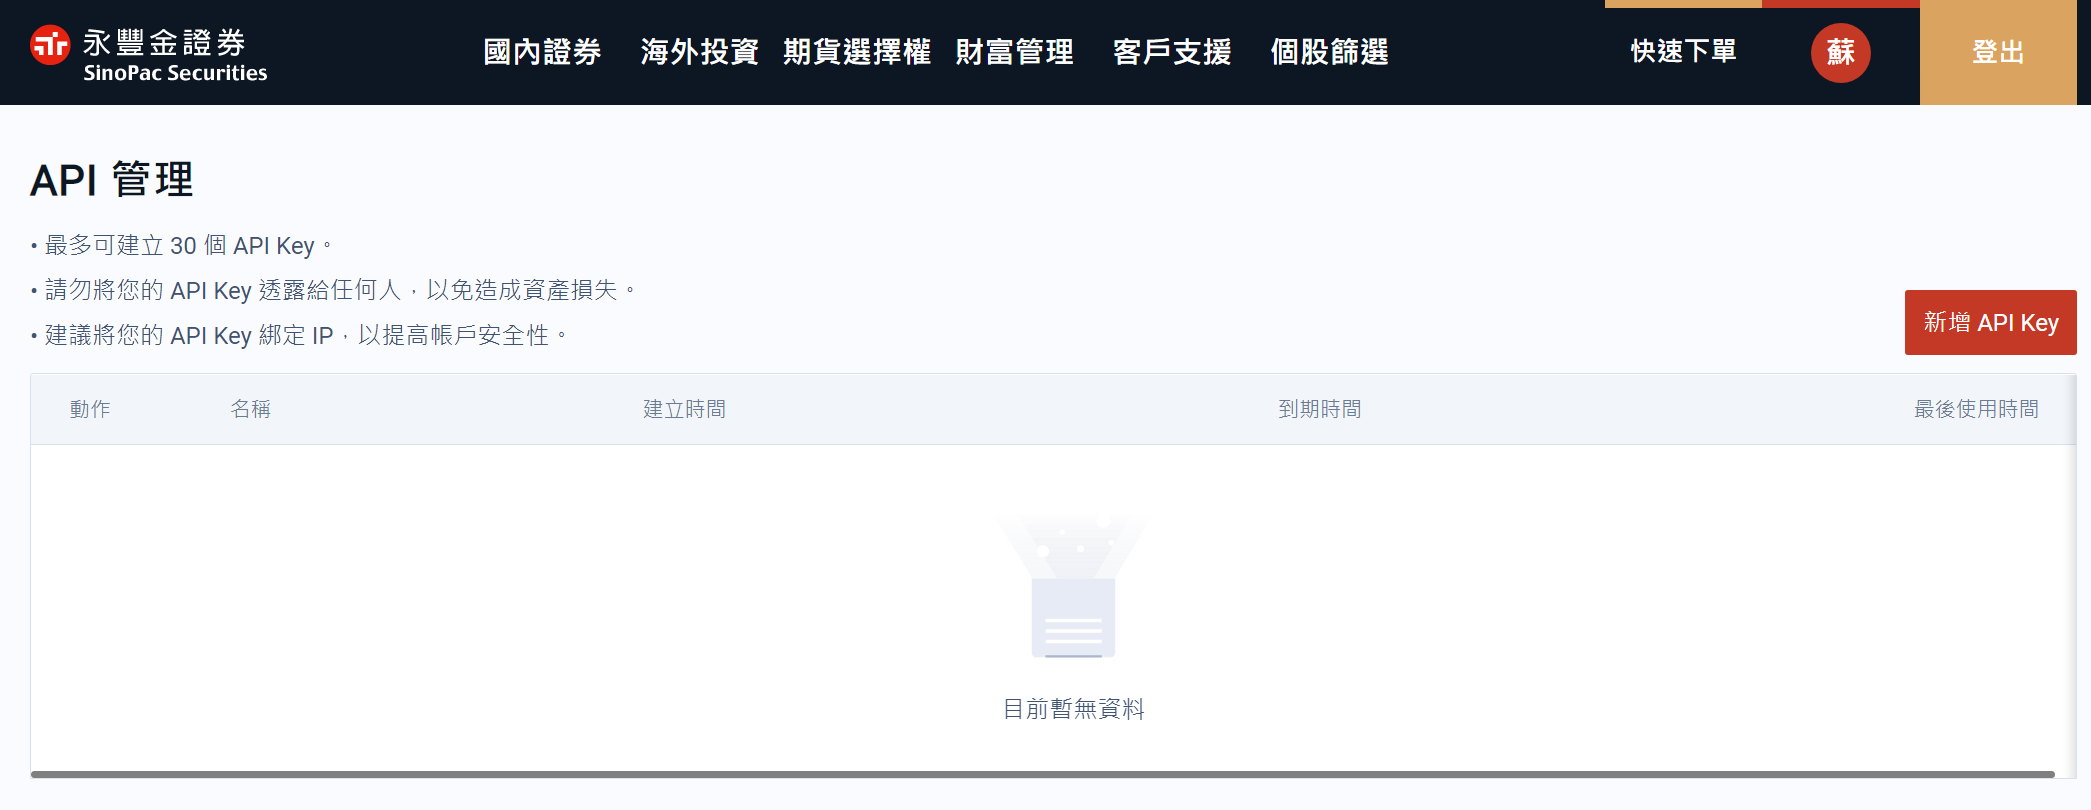 永豐金證券
SinoPac Securities
國內證券 海外投資 期貨選擇權 財富管理 客戶支援 個股篩選 快速下單 蘇 登出
API 管理
• 最多可建立 30 個 API Key。
• 請勿將您的 API Key 透露給任何人，以免造成資產損失。
• 建議將您的 API Key 綁定 IP，以提高帳戶安全性。
新增 API Key
動作 名稱 建立時間 到期時間 最後使用時間
目前暫無資料